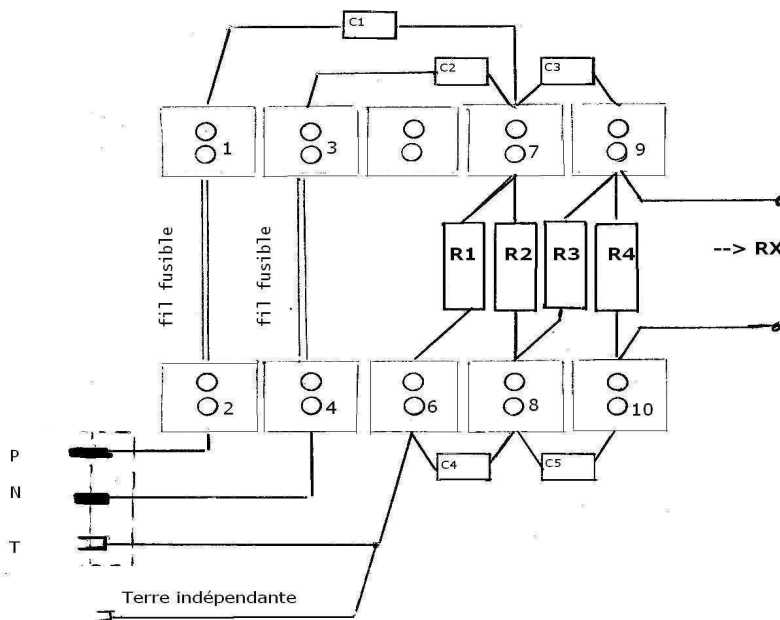 C1
C2
C3
1
3
7
9
fil fusible
fil fusible
R1
R2
R3
R4
--> RX
2
4
6
8
10
C4
C5
P
N
T
Terre indépendante